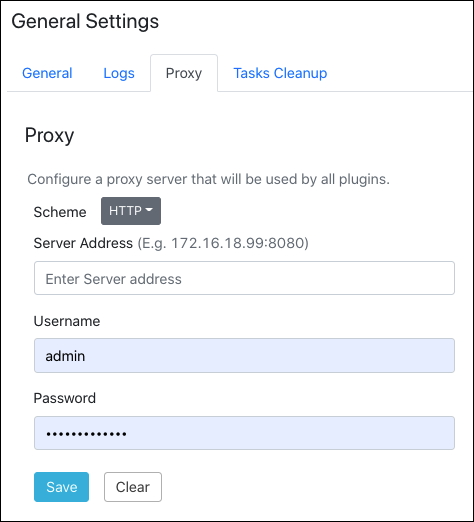 General Settings
General Logs Proxy Tasks Cleanup
Proxy
Configure a proxy server that will be used by all plugins.
Scheme HTTP
Server Address (E.g. 172.16.18.99:8080)
Enter Server address
Username
admin
Password
•••••••••••••
Save Clear